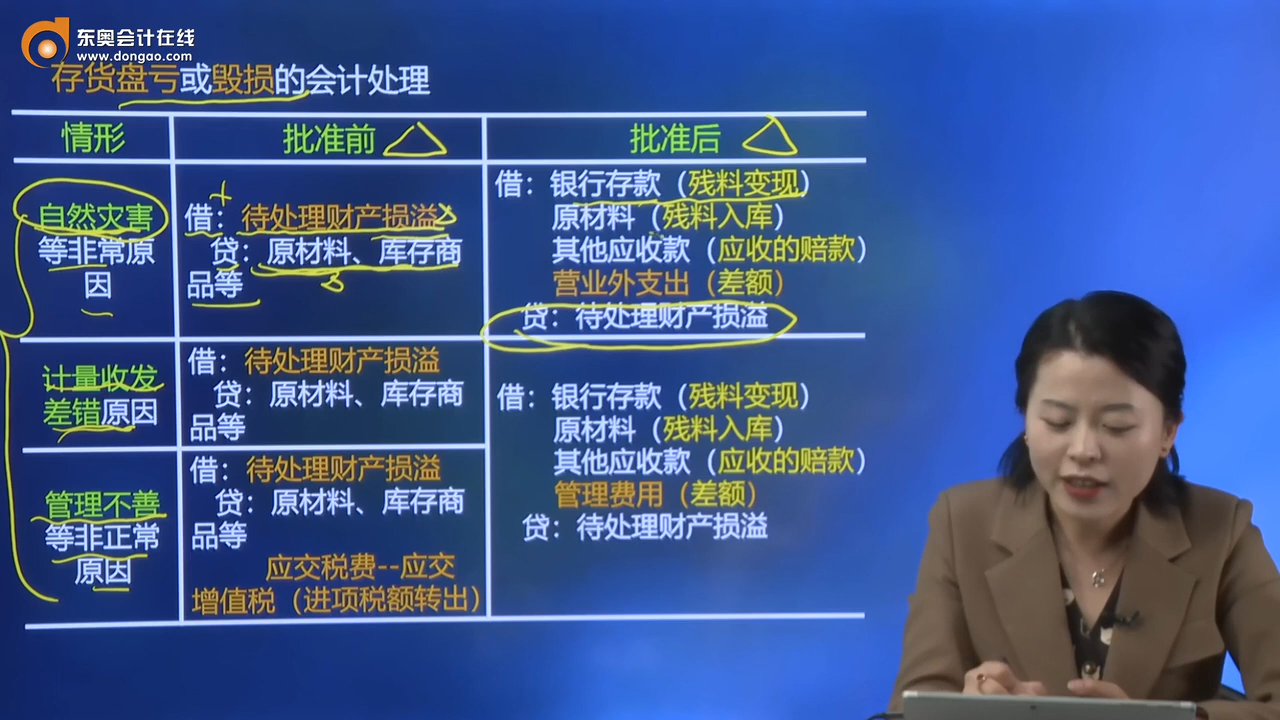 东奥会计在线
www.dongao.com
存货盘亏或毁损的会计处理
情形
批准前
批准后
自然灾害
等非常原
因
借：待处理财产损溢
贷：原材料、库存商
品等
借：银行存款（残料变现）
原材料（残料入库）
其他应收款（应收的赔款）
营业外支出（差额）
贷：待处理财产损溢
计量收发
差错原因
借：待处理财产损溢
贷：原材料、库存商
品等
管理不善
等非正常
原因
借：待处理财产损溢
贷：原材料、库存商
品等
应交税费--应交
增值税（进项税额转出）
借：银行存款（残料变现）
原材料（残料入库）
其他应收款（应收的赔款）
管理费用（差额）
贷：待处理财产损溢